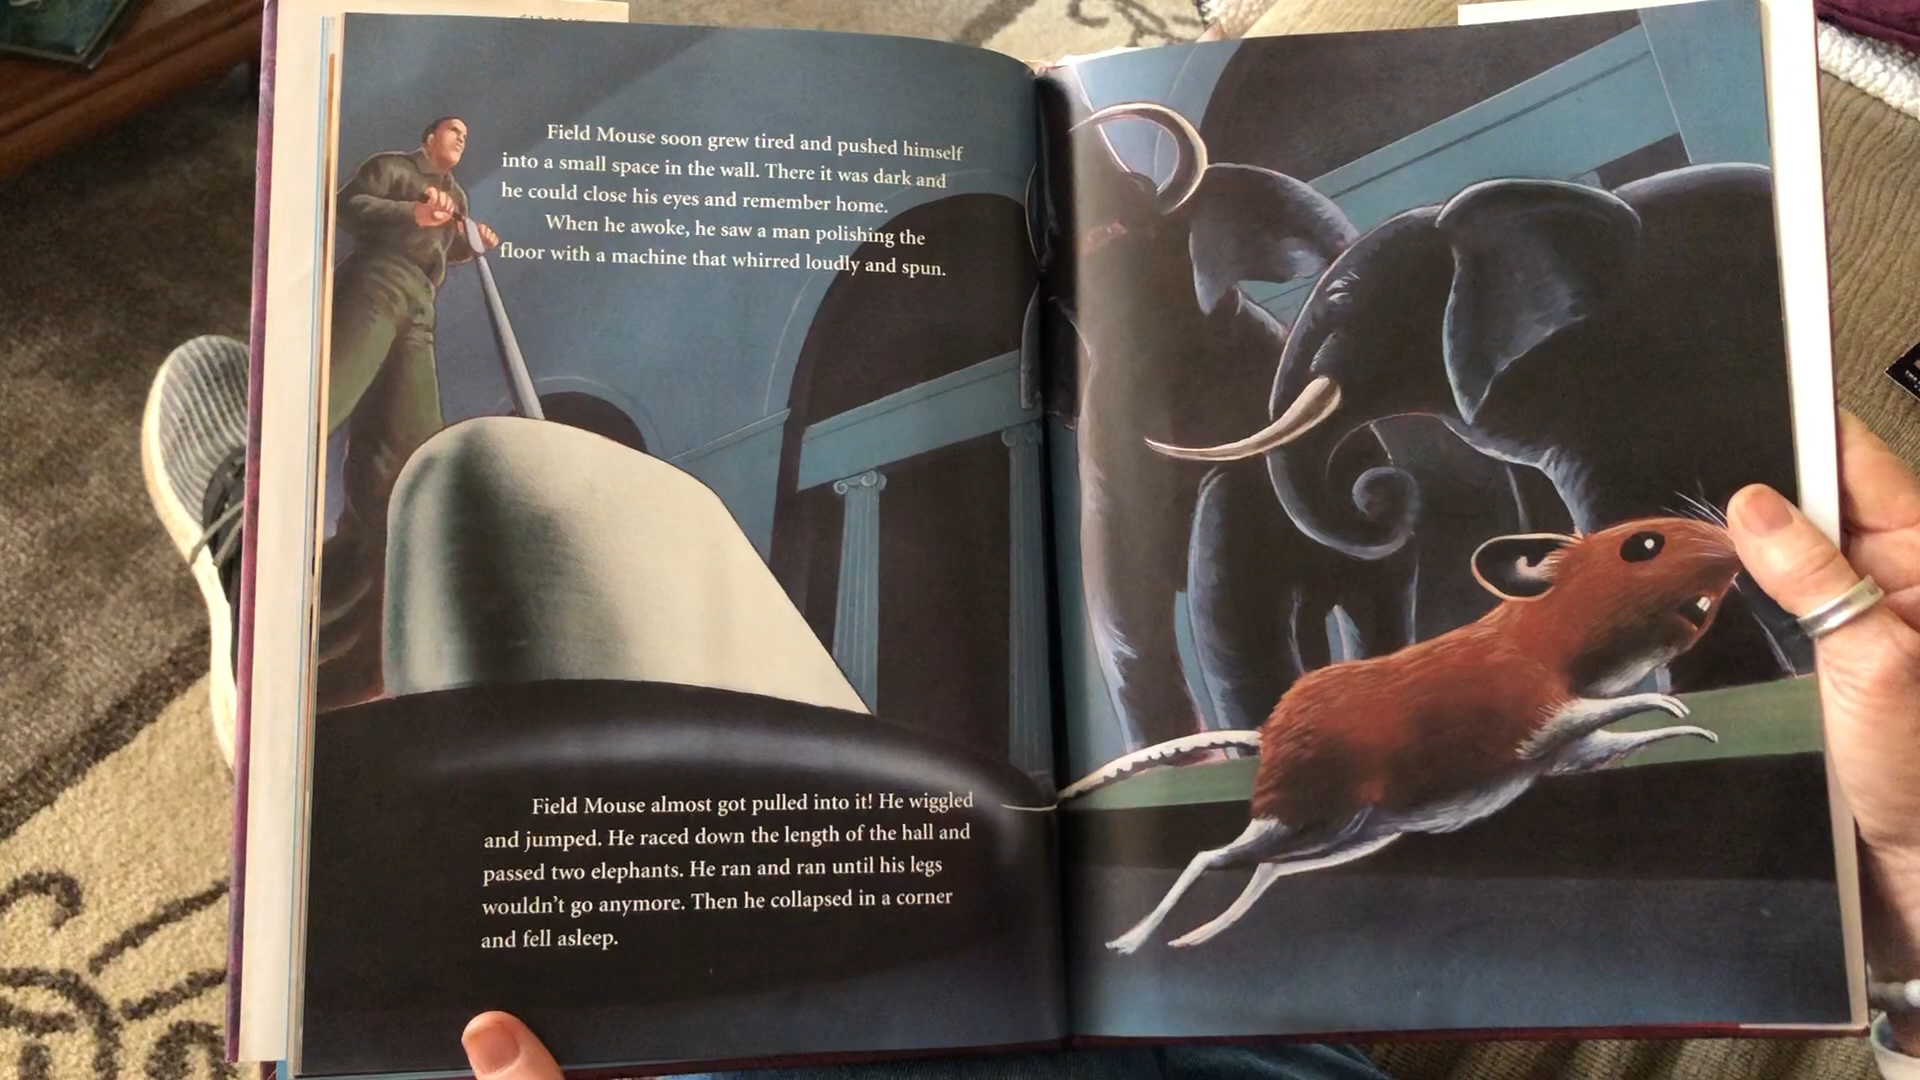 Field Mouse soon grew tired and pushed himself
into a small space in the wall. There it was dark and
he could close his eyes and remember home.
When he awoke, he saw a man polishing the
floor with a machine that whirred loudly and spun.
Field Mouse almost got pulled into it! He wiggled
and jumped. He raced down the length of the hall and
passed two elephants. He ran and ran until his legs
wouldn't go anymore. Then he collapsed in a corner
and fell asleep.